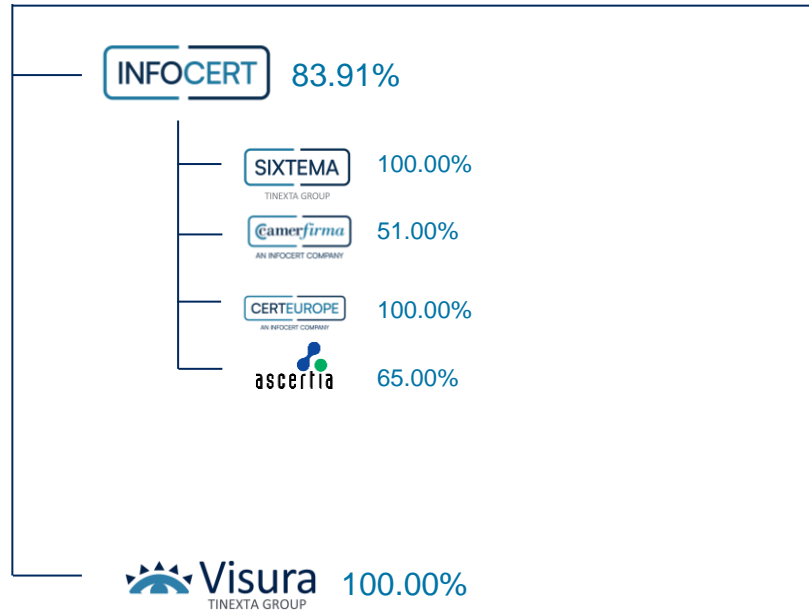 INFOCERT 83.91%
SIXTEMA 100.00%
TINEXTA GROUP
Camerfirma 51.00%
AN INFOCERT COMPANY
CERTEUROPE 100.00%
AN INFOCERT COMPANY
ascertia 65.00%
Visura 100.00%
TINEXTA GROUP